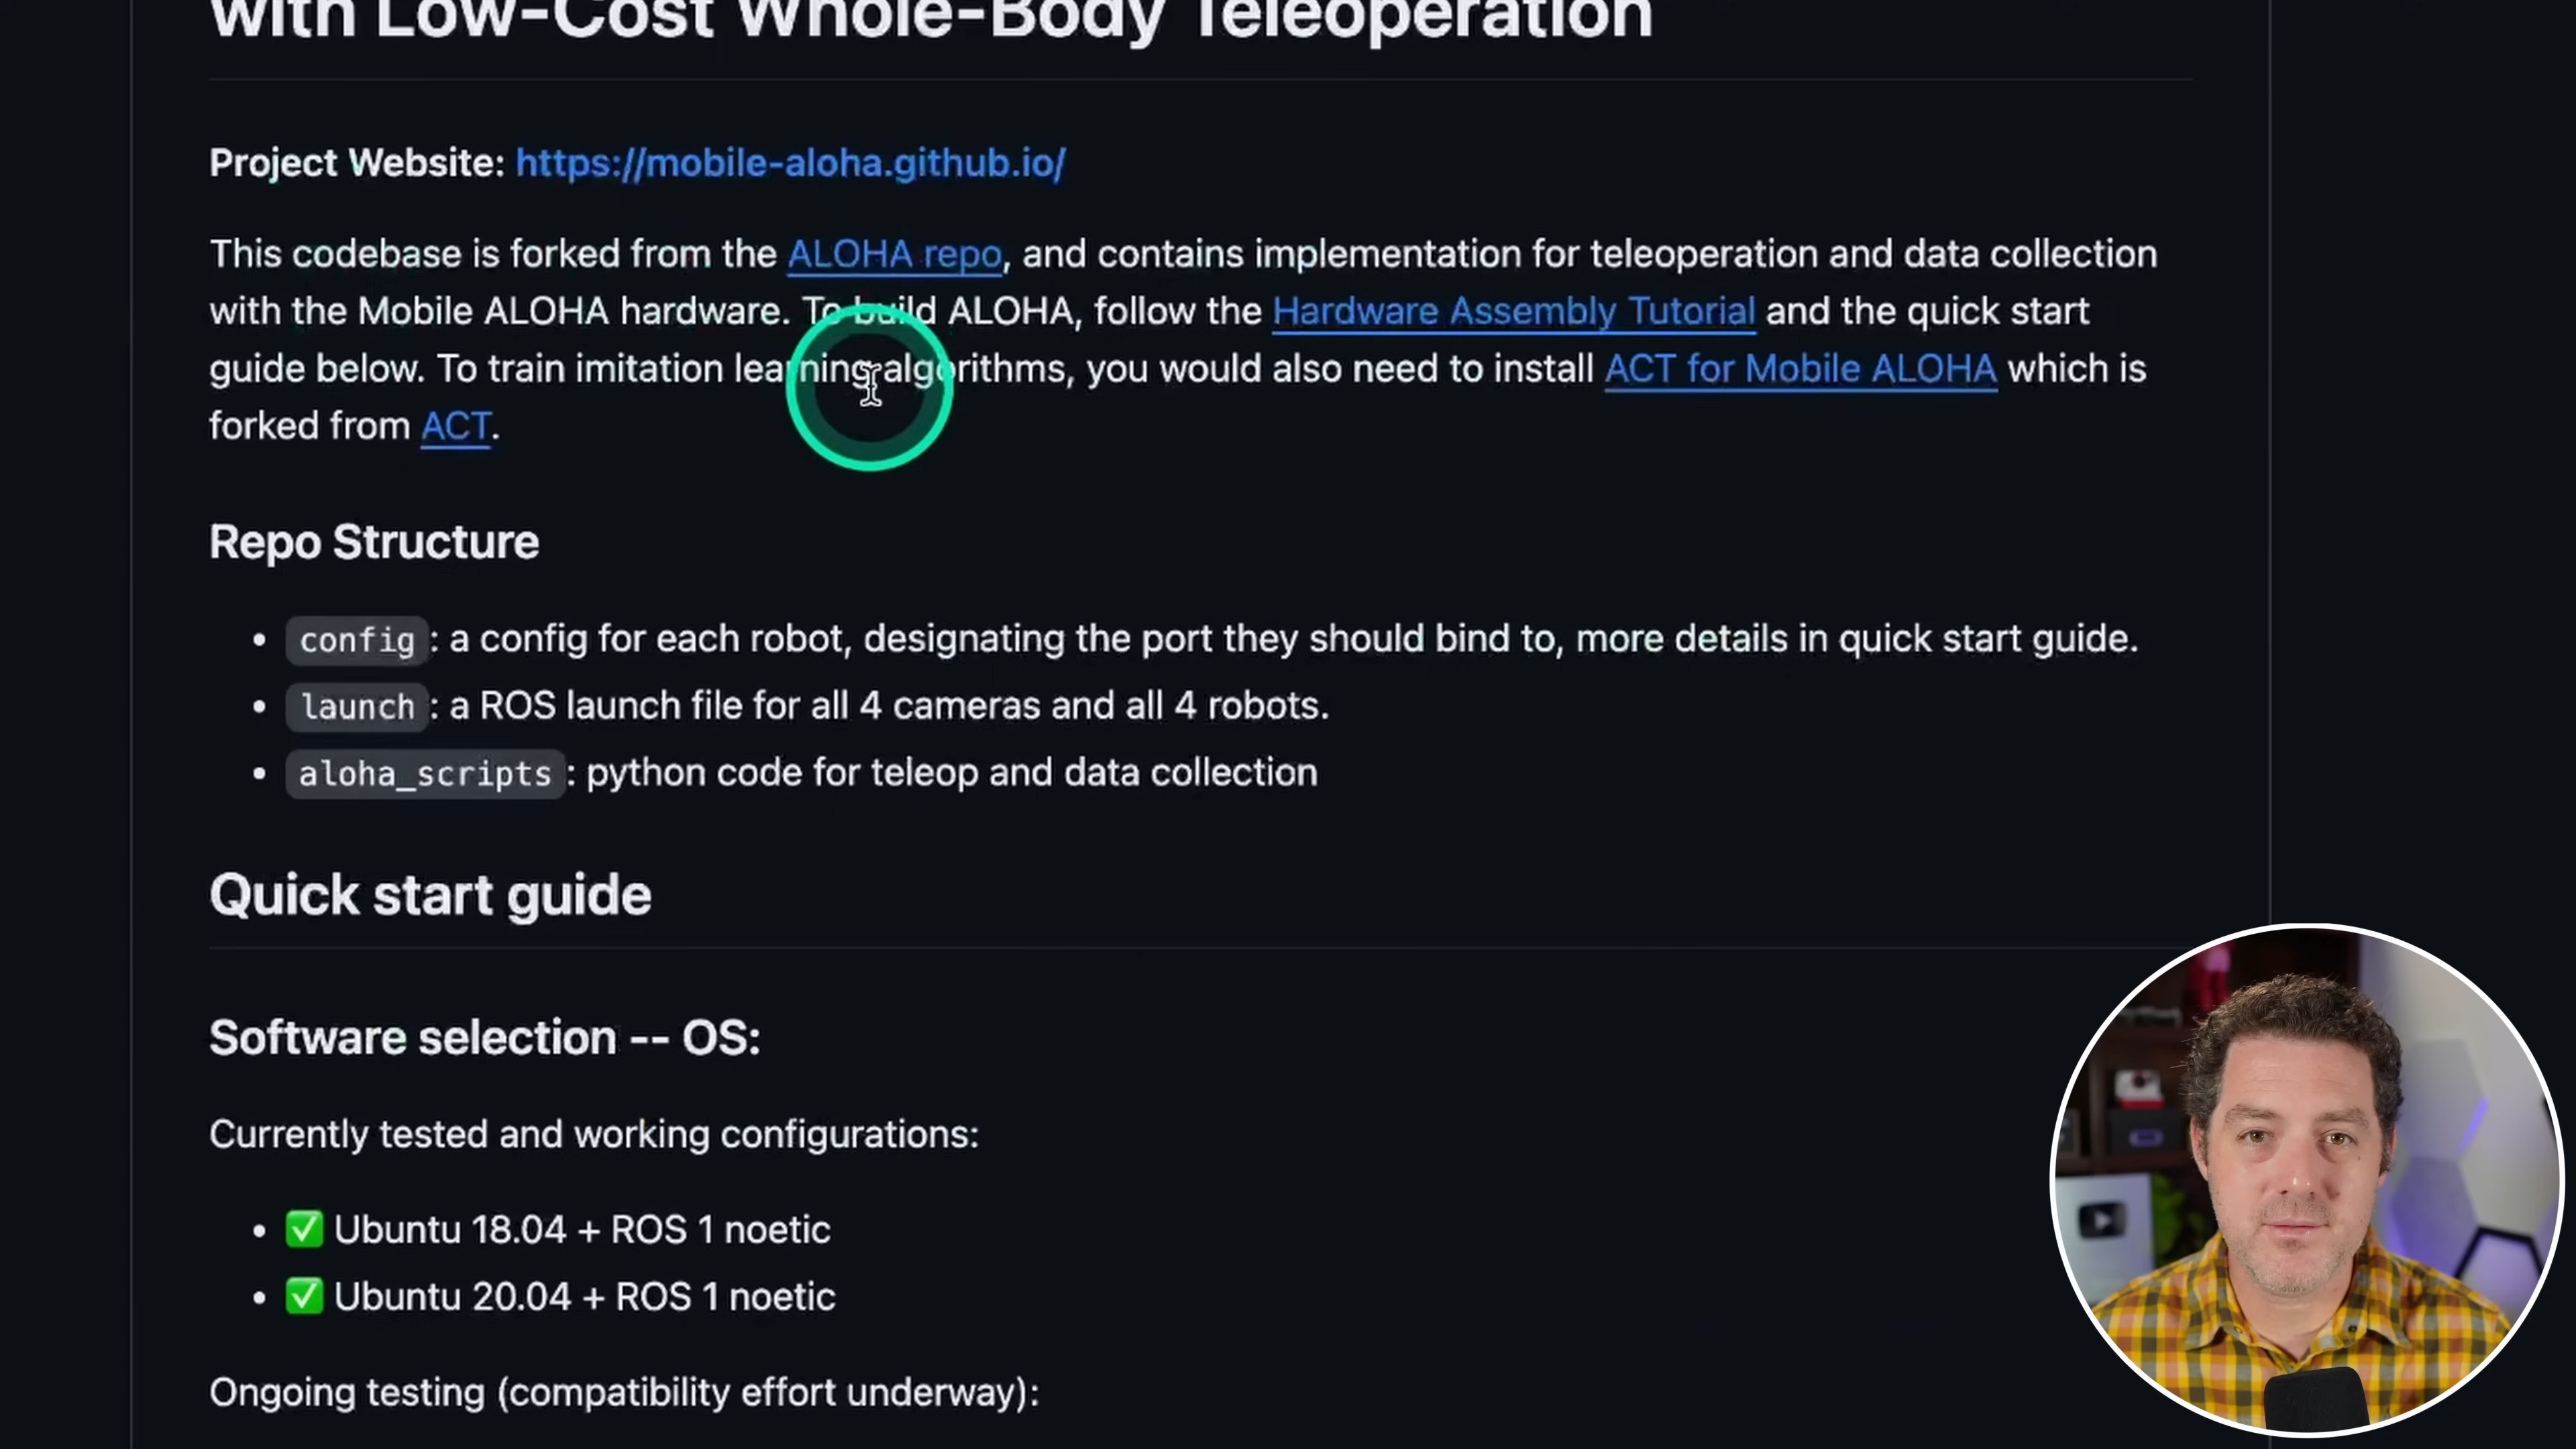 with Low-Cost Whole-Body Teleoperation
Project Website: https://mobile-aloha.github.io/
This codebase is forked from the ALOHA repo, and contains implementation for teleoperation and data collection
with the Mobile ALOHA hardware. To build ALOHA, follow the Hardware Assembly Tutorial and the quick start
guide below. To train imitation learning algorithms, you would also need to install ACT for Mobile ALOHA which is
forked from ACT.
Repo Structure
• config: a config for each robot, designating the port they should bind to, more details in quick start guide.
• launch: a ROS launch file for all 4 cameras and all 4 robots.
• aloha_scripts: python code for teleop and data collection
Quick start guide
Software selection -- OS:
Currently tested and working configurations:
• ✅ Ubuntu 18.04 + ROS 1 noetic
• ✅ Ubuntu 20.04 + ROS 1 noetic
Ongoing testing (compatibility effort underway):